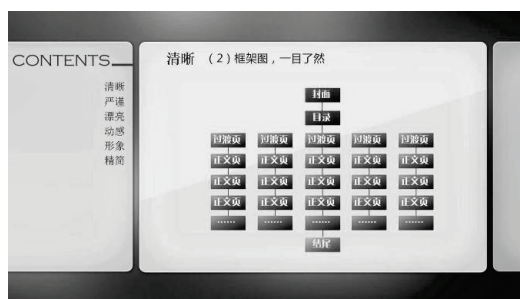 CONTENTS
清晰
严谨
漂亮
动感
形象
精简
清晰 （2）框架图，一目了然
封面
目录
过渡页 过渡页 过渡页 过渡页 过渡页
正文页 正文页 正文页 正文页 正文页
正文页 正文页 正文页 正文页 正文页
正文页 正文页 正文页 正文页 正文页
…… …… …… …… ……
结尾